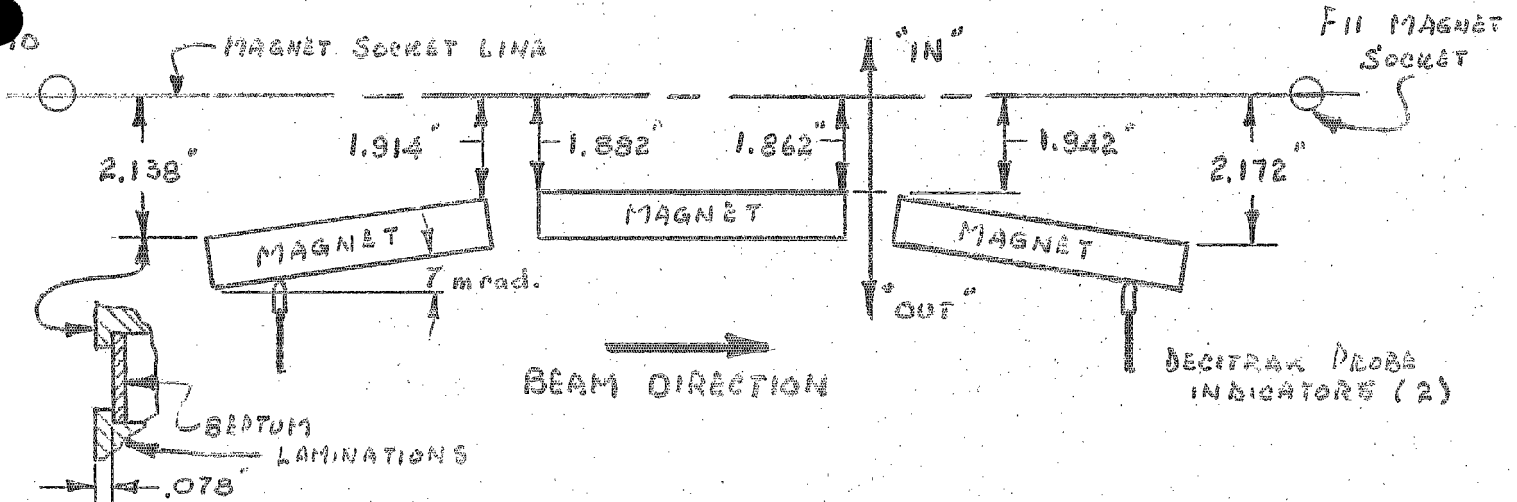 MAGNET SOCKET LINE
"IN"
F11 MAGNET
SOCKET
2.138"
1.914"
1.882"
1.862"
1.942"
2.172"
MAGNET
MAGNET
MAGNET
7 mrad.
"OUT"
BEAM DIRECTION
DECITRAK PROBE
INDICATORS (2)
SEPTUM
LAMINATIONS
.078"